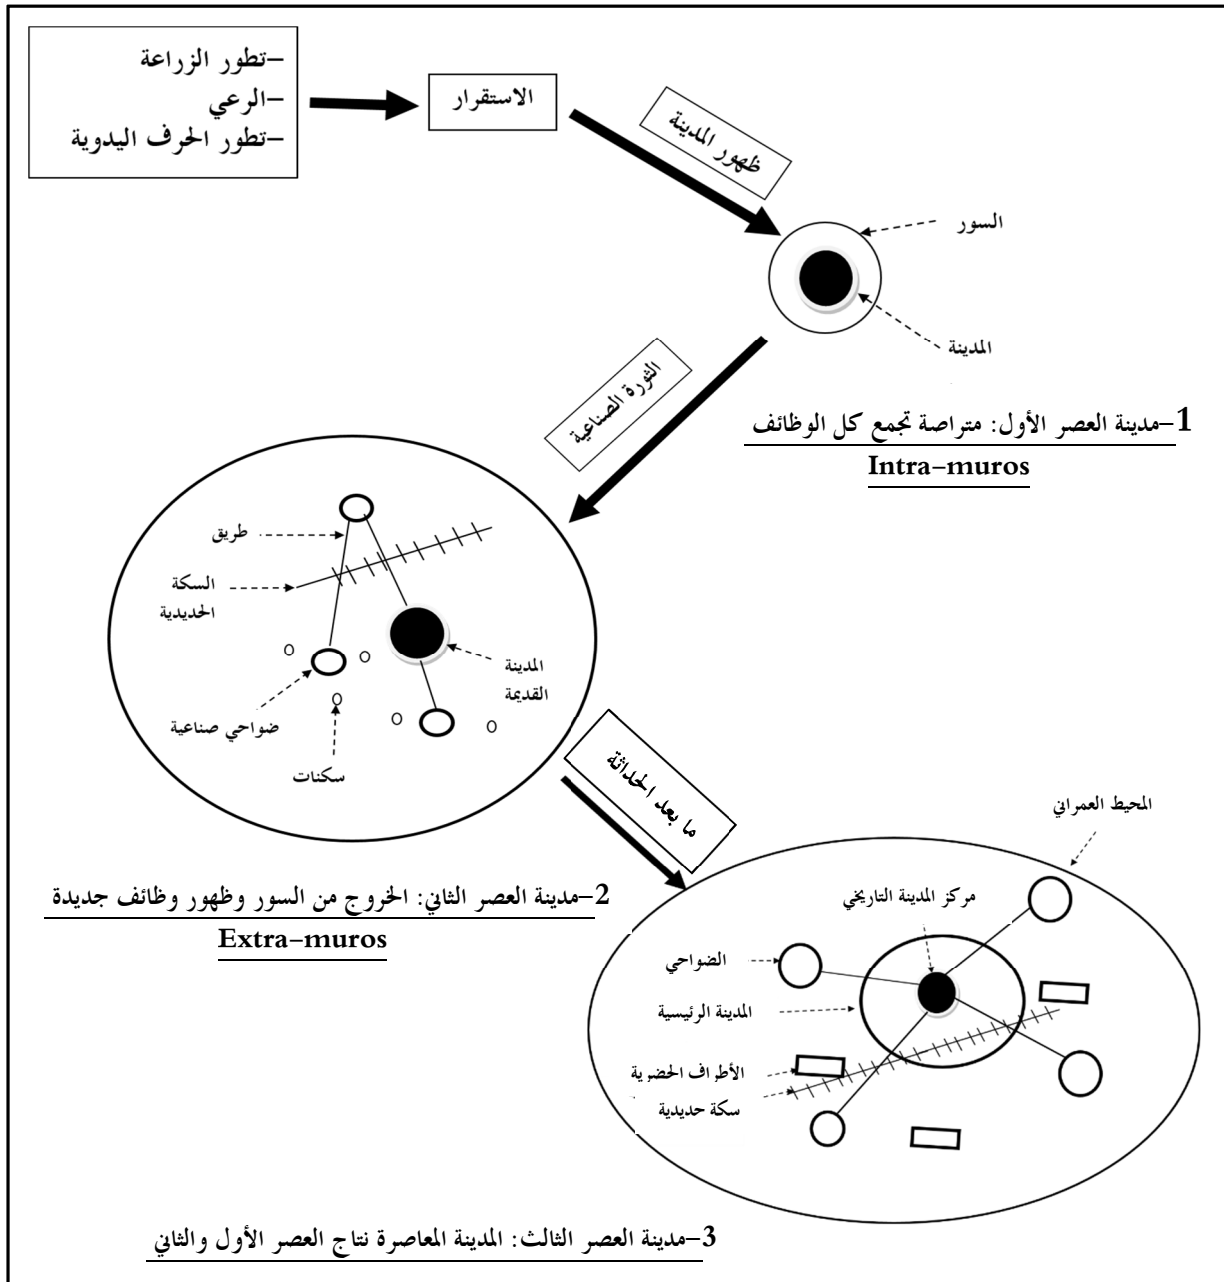 –تطور الزراعة
–الرعي
–تطور الحرف اليدوية
الاستقرار
ظهور المدينة
السور
المدينة
1–مدينة العصر الأول: متراصة تجمع كل الوظائف
Intra–muros
الثورة الصناعية
طريق
السكة
الحديدية
المدينة
القديمة
ضواحي صناعية
سكنات
2–مدينة العصر الثاني: الخروج من السور وظهور وظائف جديدة
Extra–muros
ما بعد الحداثة
المحيط العمراني
مركز المدينة التاريخي
الضواحي
المدينة الرئيسية
الأطراف الحضرية
سكة حديدية
3–مدينة العصر الثالث: المدينة المعاصرة نتاج العصر الأول والثاني